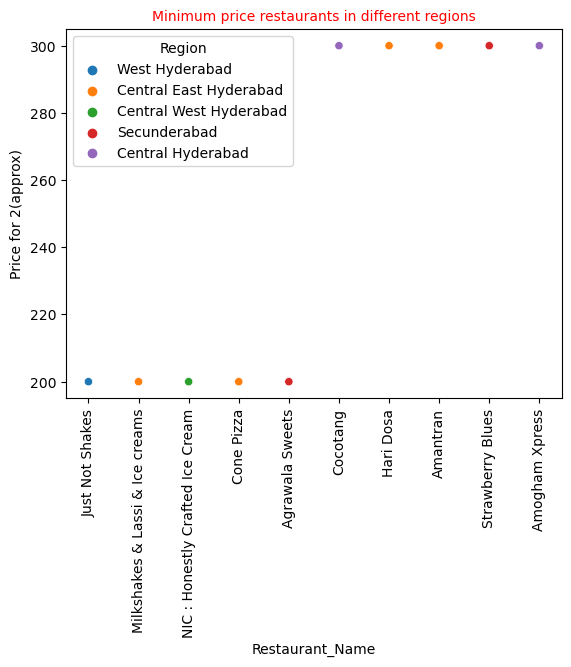 Minimum price restaurants in different regions
Region
West Hyderabad
Central East Hyderabad
Central West Hyderabad
Secunderabad
Central Hyderabad
Price for 2(approx)
300
280
260
240
220
200
Just Not Shakes
Milkshakes & Lassi & Ice creams
NIC : Honestly Crafted Ice Cream
Cone Pizza
Agrawala Sweets
Cocotang
Hari Dosa
Amantran
Strawberry Blues
Amogham Xpress
Restaurant_Name